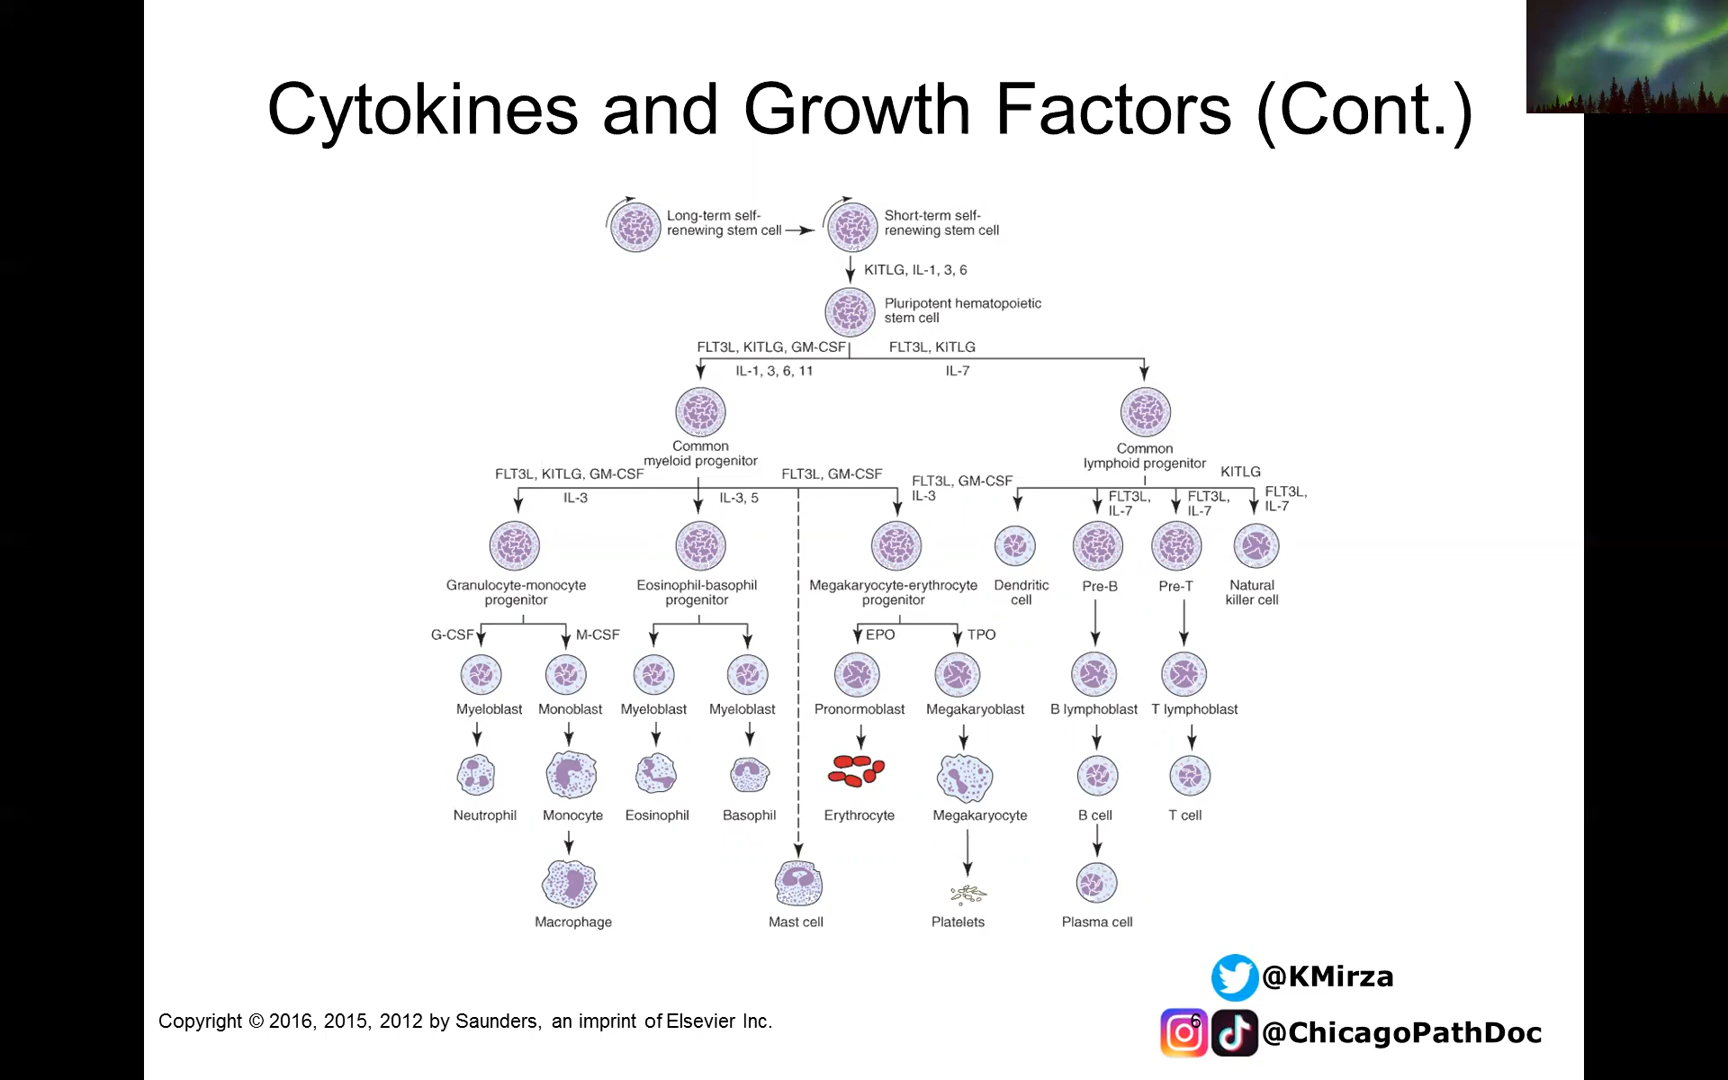 Cytokines and Growth Factors (Cont.)
Long-term self-
renewing stem cell
Short-term self-
renewing stem cell
KITLG, IL-1, 3, 6
Pluripotent hematopoietic
stem cell
FLT3L, KITLG, GM-CSF
IL-1, 3, 6, 11
FLT3L, KITLG
IL-7
Common
myeloid progenitor
Common
lymphoid progenitor
FLT3L, KITLG, GM-CSF
IL-3
IL-3, 5
FLT3L, GM-CSF
FLT3L, GM-CSF
IL-3
FLT3L,
IL-7
FLT3L,
IL-7
KITLG
FLT3L,
IL-7
Granulocyte-monocyte
progenitor
Eosinophil-basophil
progenitor
Megakaryocyte-erythrocyte
progenitor
Dendritic
cell
Pre-B
Pre-T
Natural
killer cell
G-CSF
M-CSF
EPO
TPO
Myeloblast
Monoblast
Myeloblast
Myeloblast
Pronormoblast
Megakaryoblast
B lymphoblast
T lymphoblast
Neutrophil
Monocyte
Eosinophil
Basophil
Erythrocyte
Megakaryocyte
B cell
T cell
Macrophage
Mast cell
Platelets
Plasma cell
@KMirza
Copyright © 2016, 2015, 2012 by Saunders, an imprint of Elsevier Inc.
6
@ChicagoPathDoc